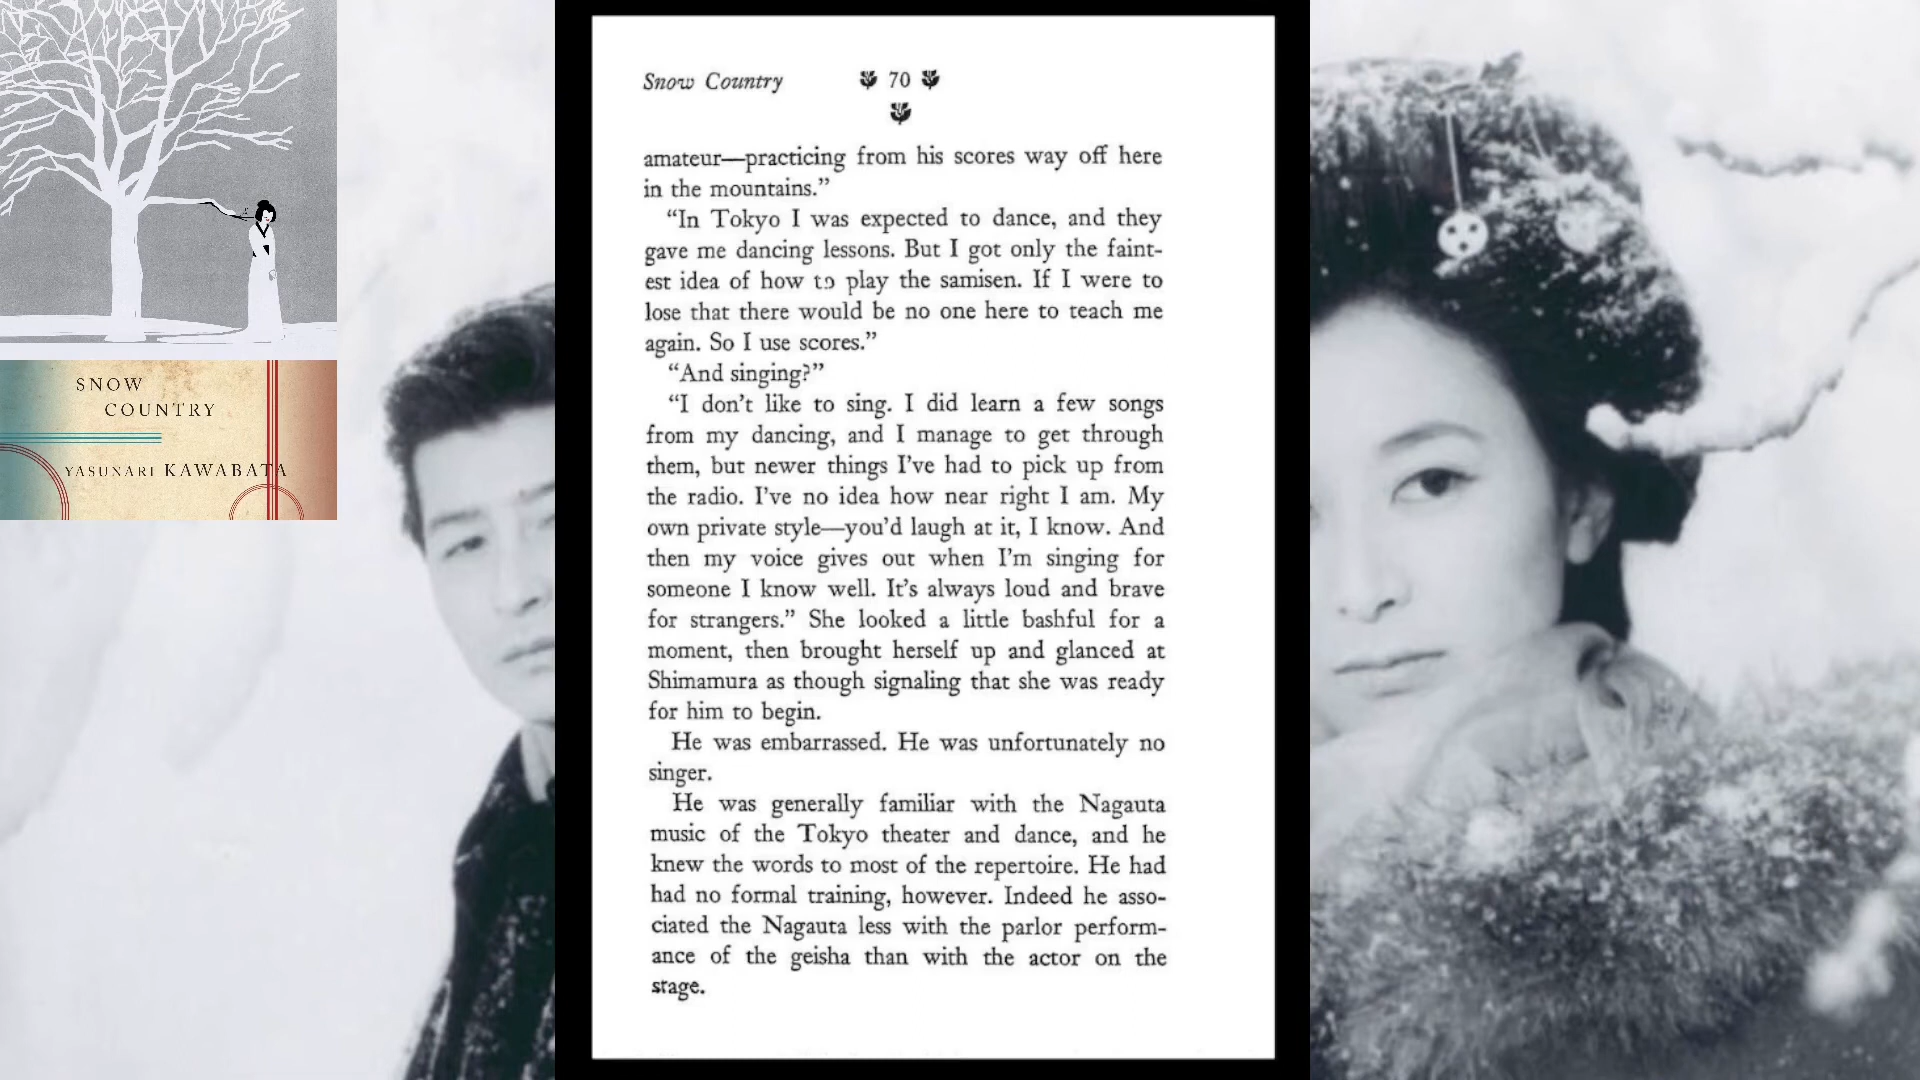 SNOW
COUNTRY
YASUNARI KAWABATA
Snow Country 70
amateur—practicing from his scores way off here
in the mountains.”
“In Tokyo I was expected to dance, and they
gave me dancing lessons. But I got only the faint-
est idea of how to play the samisen. If I were to
lose that there would be no one here to teach me
again. So I use scores.”
“And singing?”
“I don’t like to sing. I did learn a few songs
from my dancing, and I manage to get through
them, but newer things I’ve had to pick up from
the radio. I’ve no idea how near right I am. My
own private style—you’d laugh at it, I know. And
then my voice gives out when I’m singing for
someone I know well. It’s always loud and brave
for strangers.” She looked a little bashful for a
moment, then brought herself up and glanced at
Shimamura as though signaling that she was ready
for him to begin.
He was embarrassed. He was unfortunately no
singer.
He was generally familiar with the Nagauta
music of the Tokyo theater and dance, and he
knew the words to most of the repertoire. He had
had no formal training, however. Indeed he asso-
ciated the Nagauta less with the parlor perform-
ance of the geisha than with the actor on the
stage.